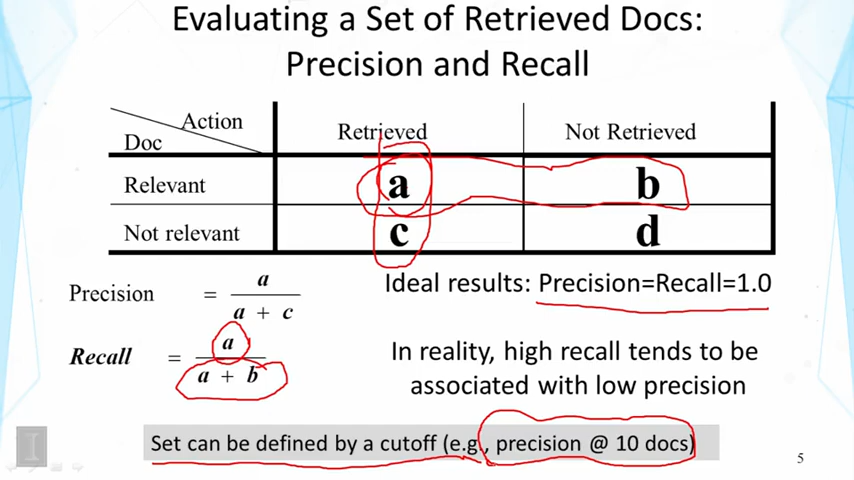 Evaluating a Set of Retrieved Docs:
Precision and Recall
Action
Doc
Retrieved
Not Retrieved
Relevant
a
b
Not relevant
c
d
Precision = a / a + c
Recall = a / a + b
Ideal results: Precision=Recall=1.0
In reality, high recall tends to be
associated with low precision
Set can be defined by a cutoff (e.g., precision @ 10 docs)
5